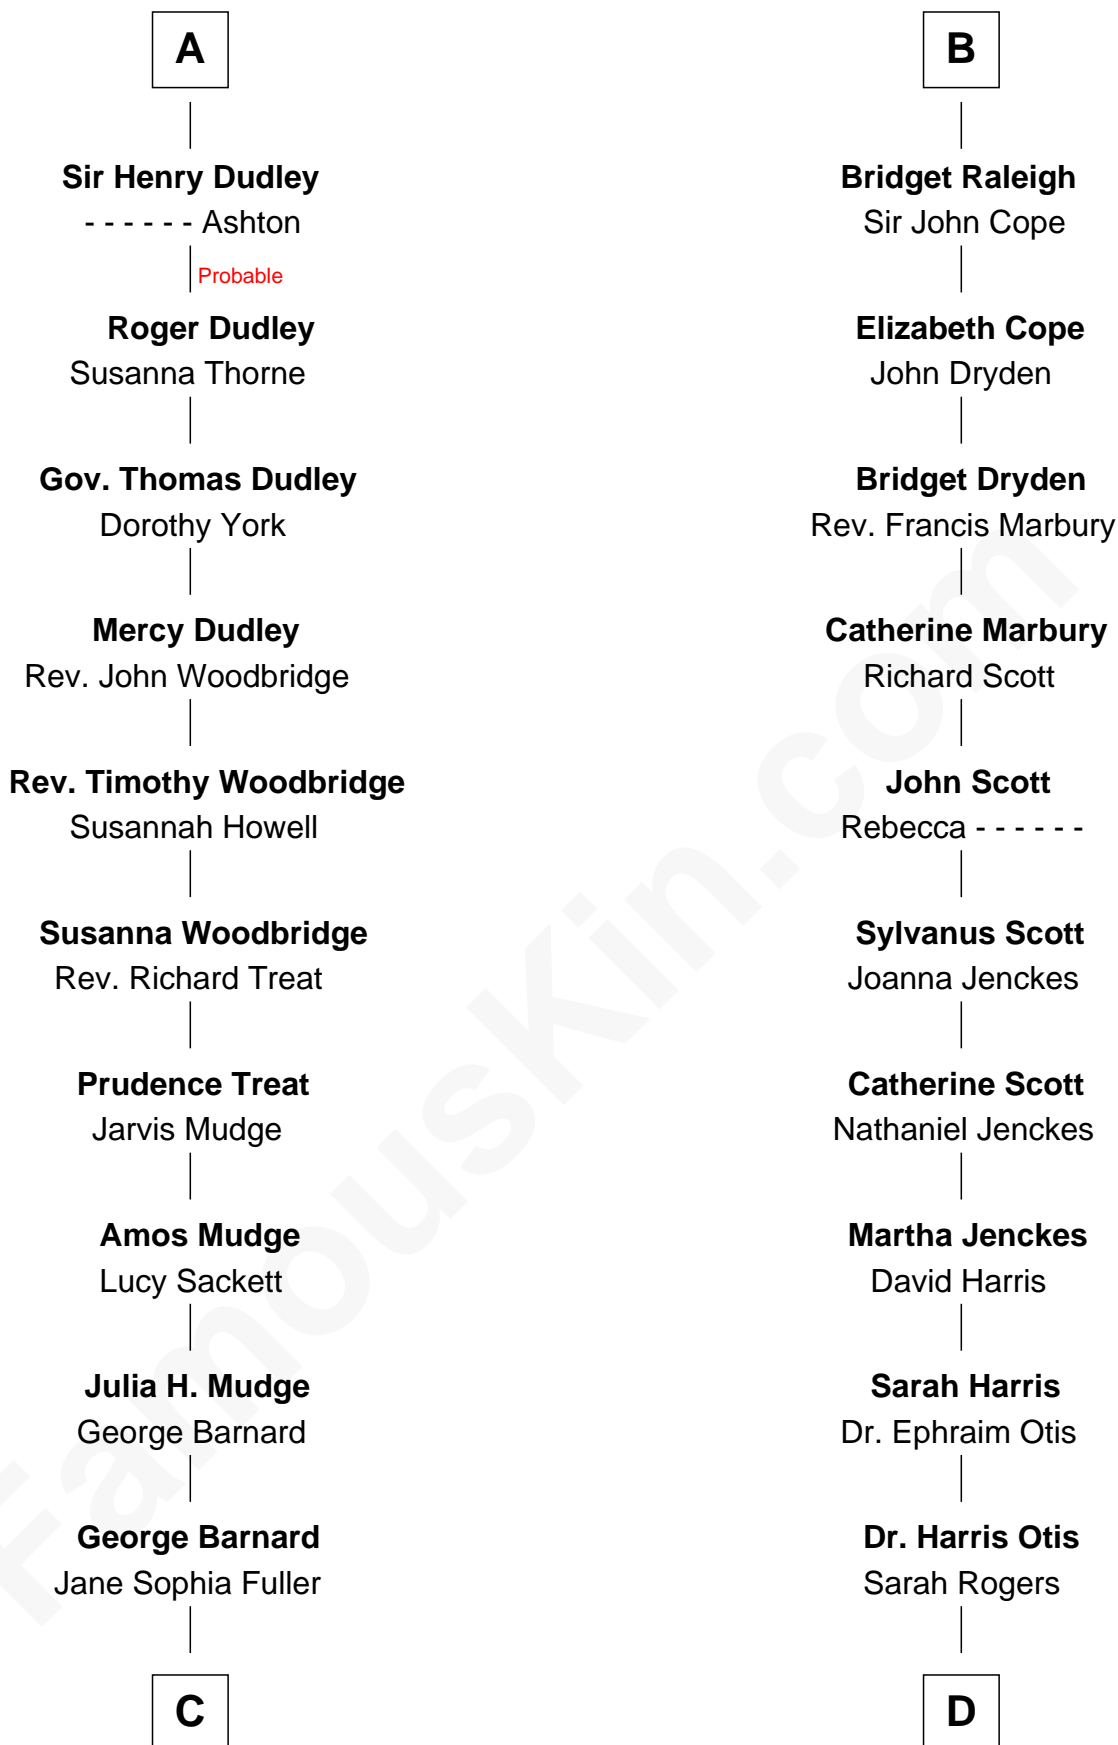 A
Sir Henry Dudley
- - - - - - Ashton
Probable
Roger Dudley
Susanna Thorne
Gov. Thomas Dudley
Dorothy York
Mercy Dudley
Rev. John Woodbridge
Rev. Timothy Woodbridge
Susannah Howell
Susanna Woodbridge
Rev. Richard Treat
Prudence Treat
Jarvis Mudge
Amos Mudge
Lucy Sackett
Julia H. Mudge
George Barnard
George Barnard
Jane Sophia Fuller
C
B
Bridget Raleigh
Sir John Cope
Elizabeth Cope
John Dryden
Bridget Dryden
Rev. Francis Marbury
Catherine Marbury
Richard Scott
John Scott
Rebecca - - - - - -
Sylvanus Scott
Joanna Jenckes
Catherine Scott
Nathaniel Jenckes
Martha Jenckes
David Harris
Sarah Harris
Dr. Ephraim Otis
Dr. Harris Otis
Sarah Rogers
D
FamousKin.com